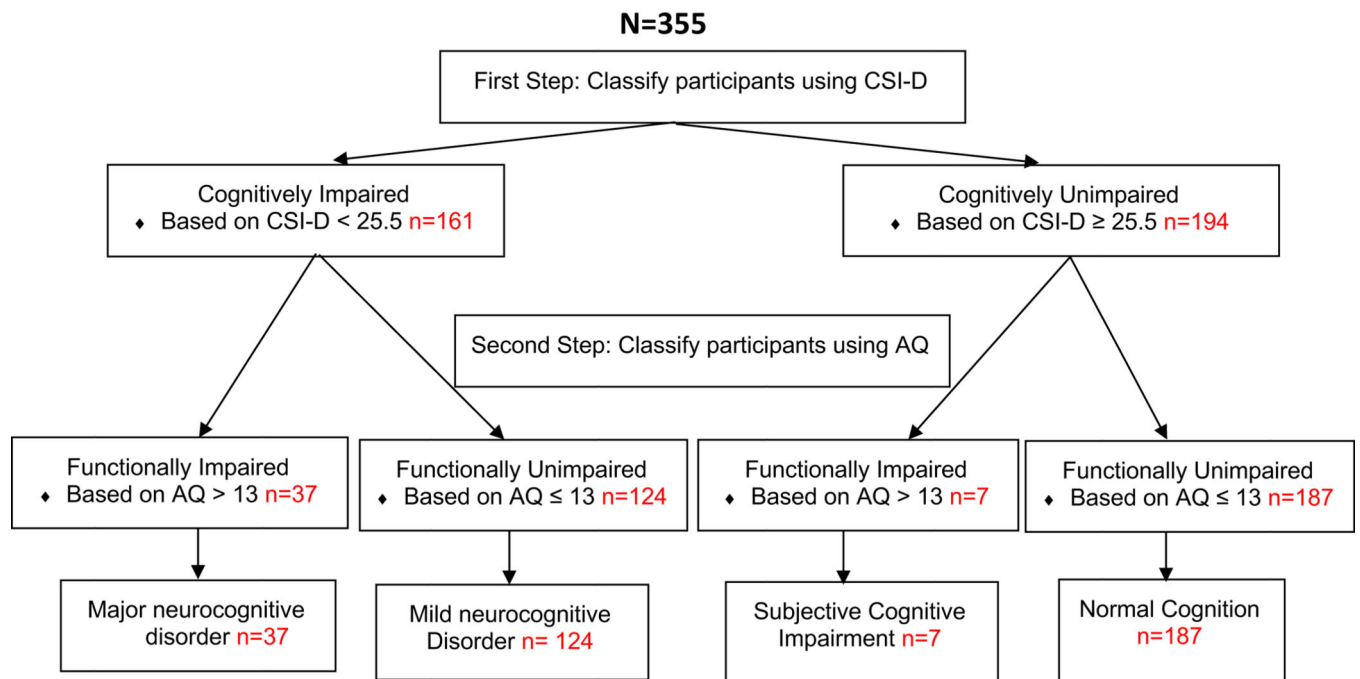 N=355
First Step: Classify participants using CSI-D
Cognitively Impaired
♦ Based on CSI-D < 25.5 n=161
Cognitively Unimpaired
♦ Based on CSI-D ≥ 25.5 n=194
Second Step: Classify participants using AQ
Functionally Impaired
♦ Based on AQ > 13 n=37
Functionally Unimpaired
♦ Based on AQ ≤ 13 n=124
Functionally Impaired
♦ Based on AQ > 13 n=7
Functionally Unimpaired
♦ Based on AQ ≤ 13 n=187
Major neurocognitive
disorder n=37
Mild neurocognitive
Disorder n= 124
Subjective Cognitive
Impairment n=7
Normal Cognition
n=187